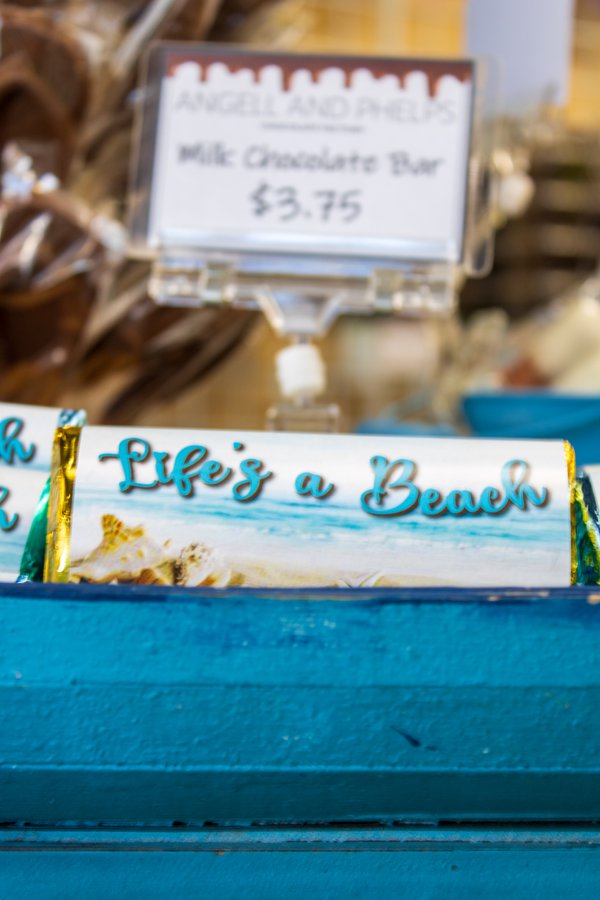 ANGELL AND PHELPS
Milk Chocolate Bar
$3.75
Life's a Beach